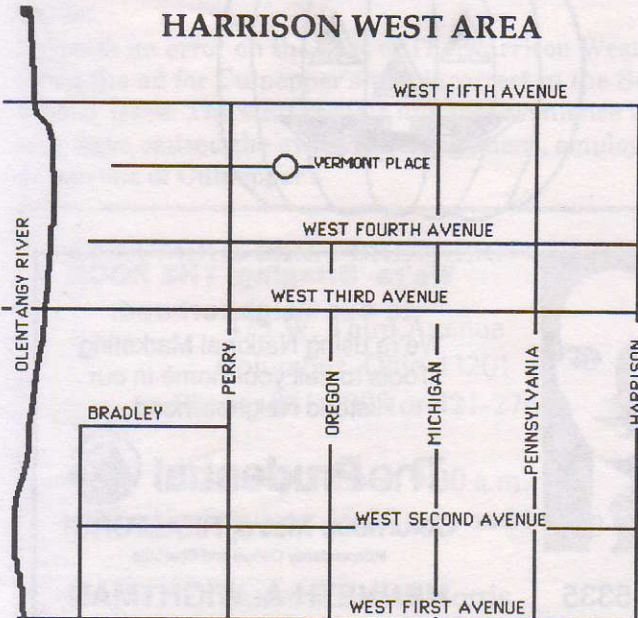 HARRISON WEST AREA
WEST FIFTH AVENUE
VERMONT PLACE
WEST FOURTH AVENUE
WEST THIRD AVENUE
OLENTANGY RIVER
PERRY
OREGON
MICHIGAN
PENNSYLVANIA
HARRISON
BRADLEY
WEST SECOND AVENUE
WEST FIRST AVENUE